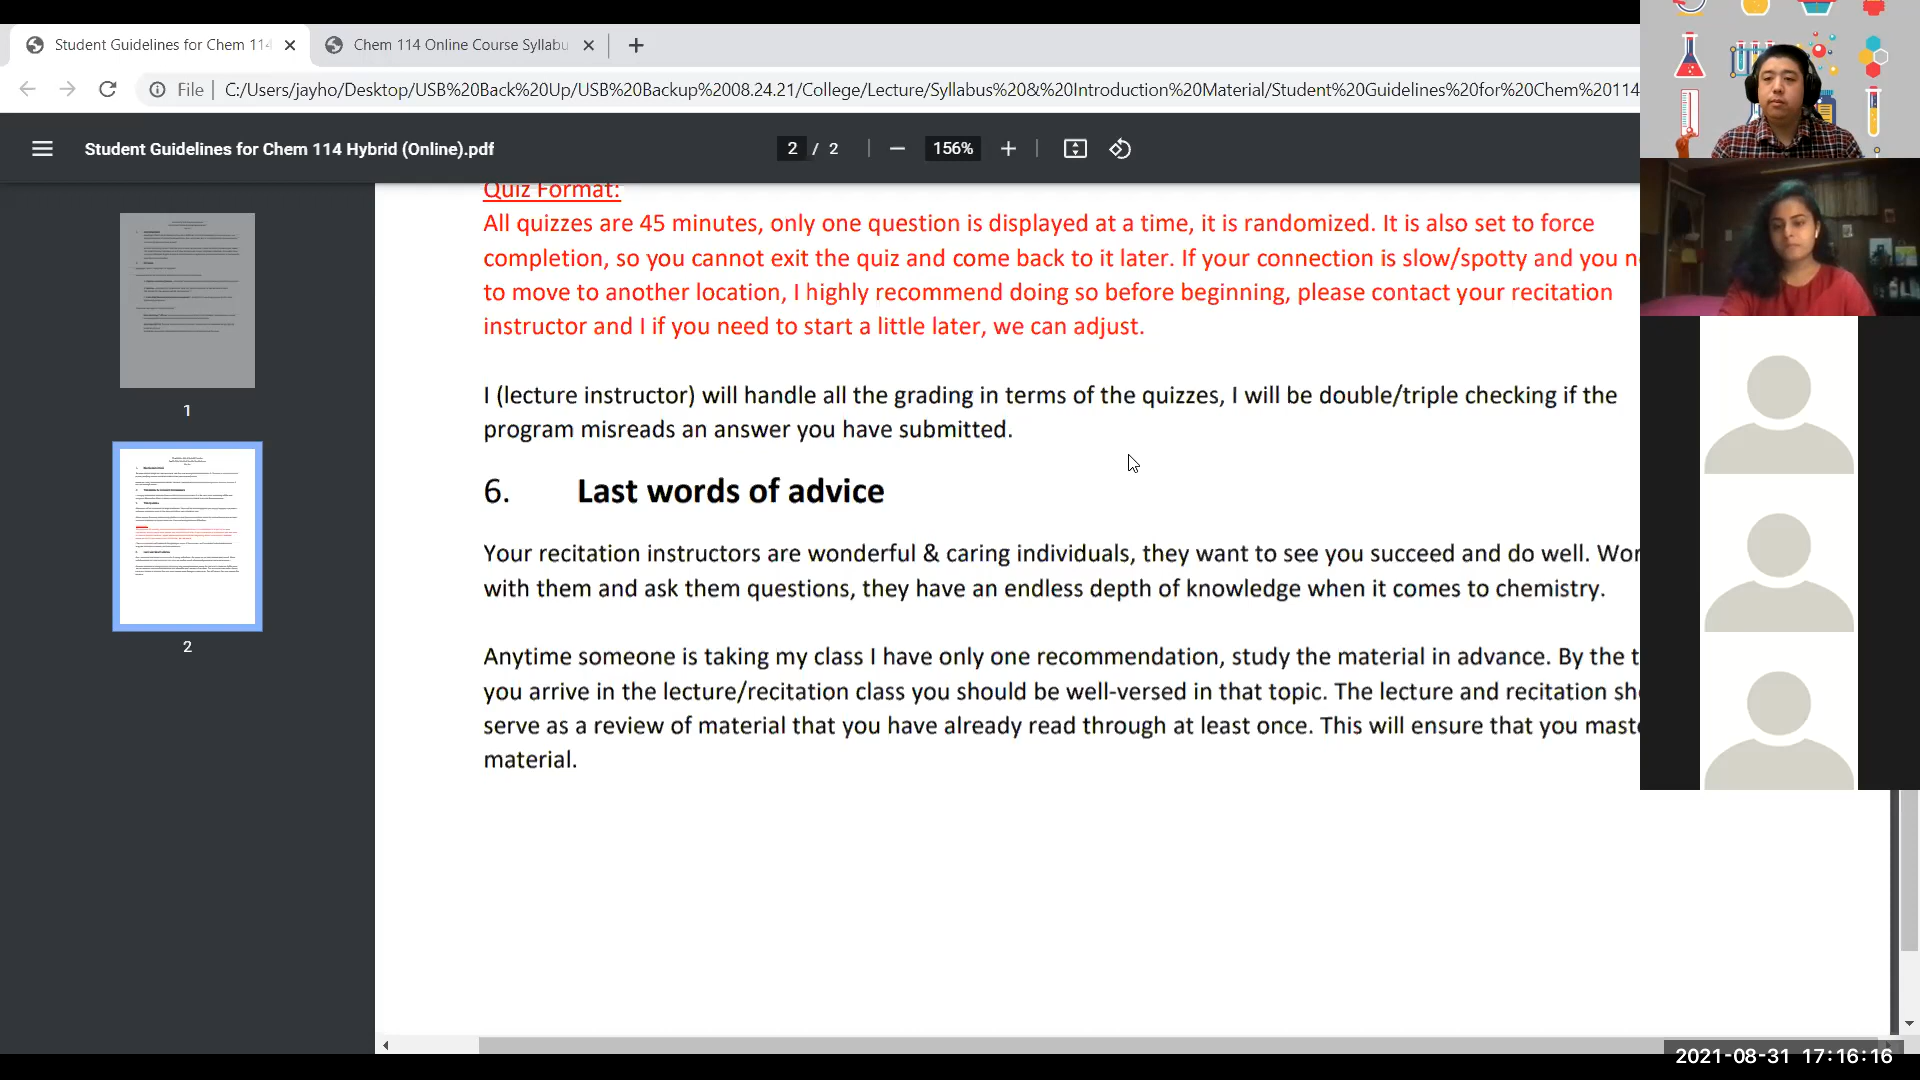 Student Guidelines for Chem 114
Chem 114 Online Course Syllabu
File
C:/Users/jayho/Desktop/USB%20Back%20Up/USB%20Backup%2008.24.21/College/Lecture/Syllabus%20&%20Introduction%20Material/Student%20Guidelines%20for%20Chem%20114
Student Guidelines for Chem 114 Hybrid (Online).pdf
2 / 2
156%
Quiz Format:
All quizzes are 45 minutes, only one question is displayed at a time, it is randomized. It is also set to force
completion, so you cannot exit the quiz and come back to it later. If your connection is slow/spotty and you n
to move to another location, I highly recommend doing so before beginning, please contact your recitation
instructor and I if you need to start a little later, we can adjust.
I (lecture instructor) will handle all the grading in terms of the quizzes, I will be double/triple checking if the
program misreads an answer you have submitted.
6. Last words of advice
Your recitation instructors are wonderful & caring individuals, they want to see you succeed and do well. Wor
with them and ask them questions, they have an endless depth of knowledge when it comes to chemistry.
Anytime someone is taking my class I have only one recommendation, study the material in advance. By the t
you arrive in the lecture/recitation class you should be well-versed in that topic. The lecture and recitation sh
serve as a review of material that you have already read through at least once. This will ensure that you mast
material.
1
2
2021-08-31 17:16:16